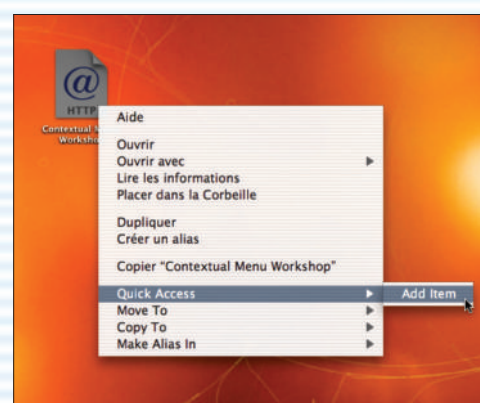 @
HTTP
Contextual
Worksho
Aide
Ouvrir
Ouvrir avec
Lire les informations
Placer dans la Corbeille
Dupliquer
Créer un alias
Copier “Contextual Menu Workshop”
Quick Access
Add Item
Move To
Copy To
Make Alias In